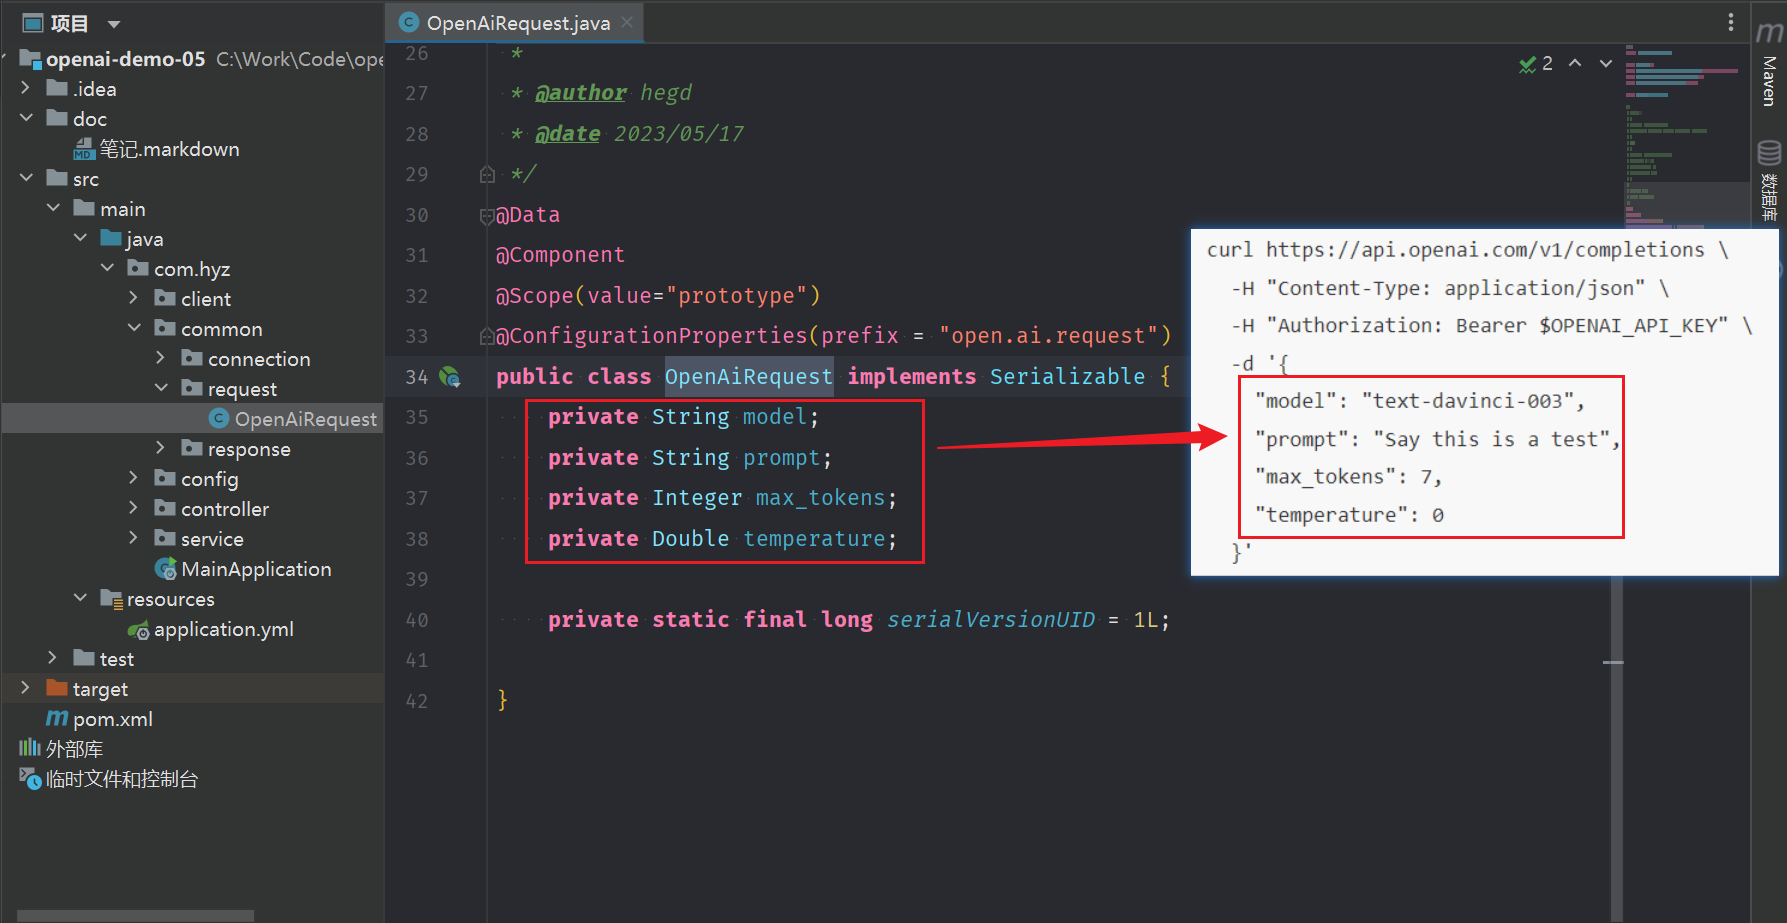 项目
openai-demo-05 C:\Work\Code\ope
.idea
doc
笔记.markdown
src
main
java
com.hyz
client
common
connection
request
OpenAiRequest
response
config
controller
service
MainApplication
resources
application.yml
test
target
pom.xml
外部库
临时文件和控制台
OpenAiRequest.java
2
26 *
27 * @author hegd
28 * @date 2023/05/17
29 */
30 @Data
31 @Component
32 @Scope(value="prototype")
33 @ConfigurationProperties(prefix = "open.ai.request")
34 public class OpenAiRequest implements Serializable {
35 private String model;
36 private String prompt;
37 private Integer max_tokens;
38 private Double temperature;
39
40 private static final long serialVersionUID = 1L;
41
42 }
curl https://api.openai.com/v1/completions \
-H "Content-Type: application/json" \
-H "Authorization: Bearer $OPENAI_API_KEY" \
-d '{
"model": "text-davinci-003",
"prompt": "Say this is a test",
"max_tokens": 7,
"temperature": 0
}'
Maven
数据库